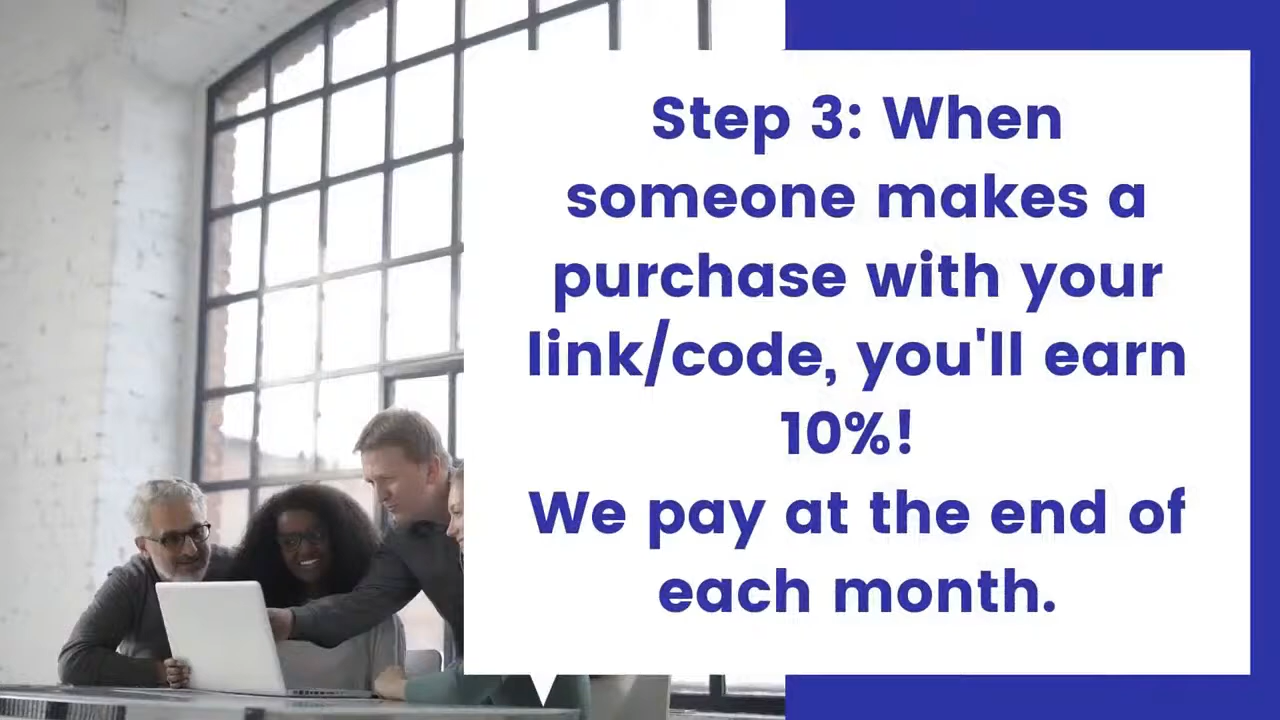 Step 3: When
someone makes a
purchase with your
link/code, you'll earn
10%!
We pay at the end of
each month.